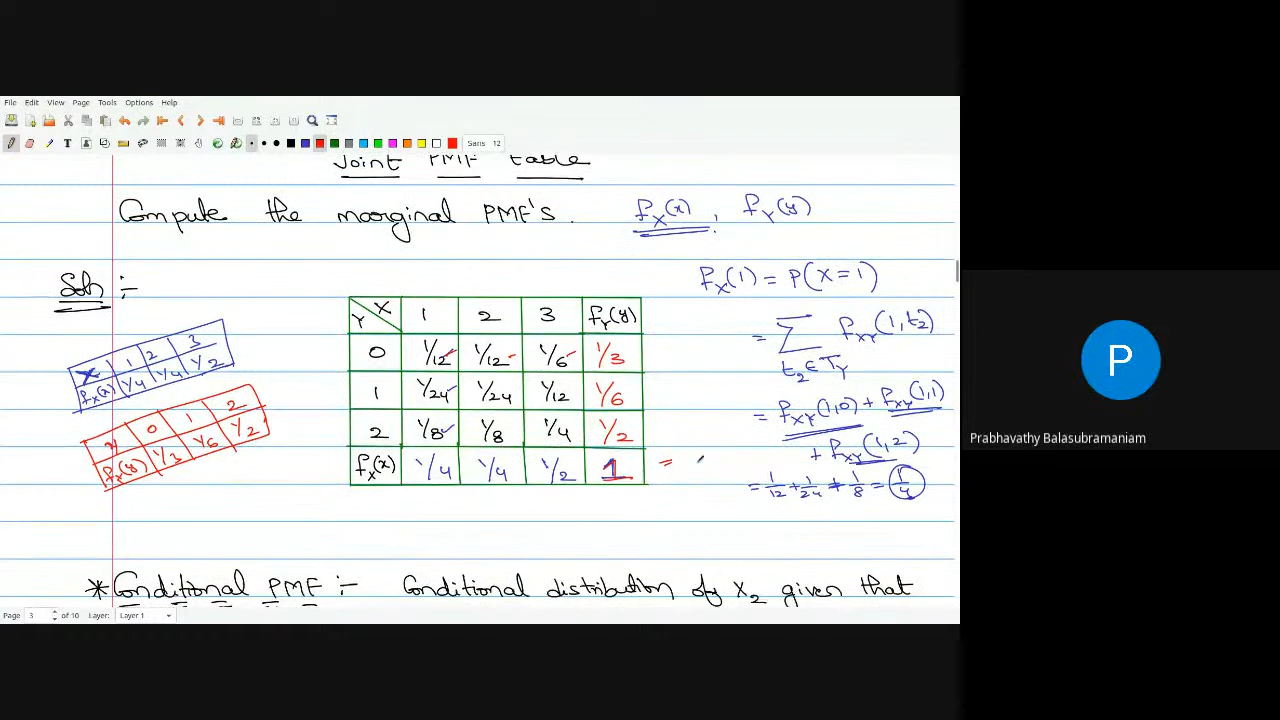 File Edit View Page Tools Options Help
Sans 12
Joint PMF table
Compute the marginal PMF's. fX(x), fY(y)
Soln :-
fX(1) = P(X=1)
= Σ t2 ∈ TY fXY(1,t2)
= fXY(1,0) + fXY(1,1)
+ fXY(1,2)
= 1/12 + 1/24 + 1/8 = 1/4
X 1 2 3
fX(x) 1/4 1/4 1/2
Y 0 1 2
fY(y) 1/3 1/6 1/2
Y X 1 2 3 fY(y)
0 1/12 1/12 1/6 1/3
1 1/24 1/24 1/12 1/6
2 1/8 1/8 1/4 1/2
fX(x) 1/4 1/4 1/2 1 =
* Conditional PMF :- Conditional distribution of X2 given that
Page 3 of 10 Layer: Layer 1
P
Prabhavathy Balasubramaniam